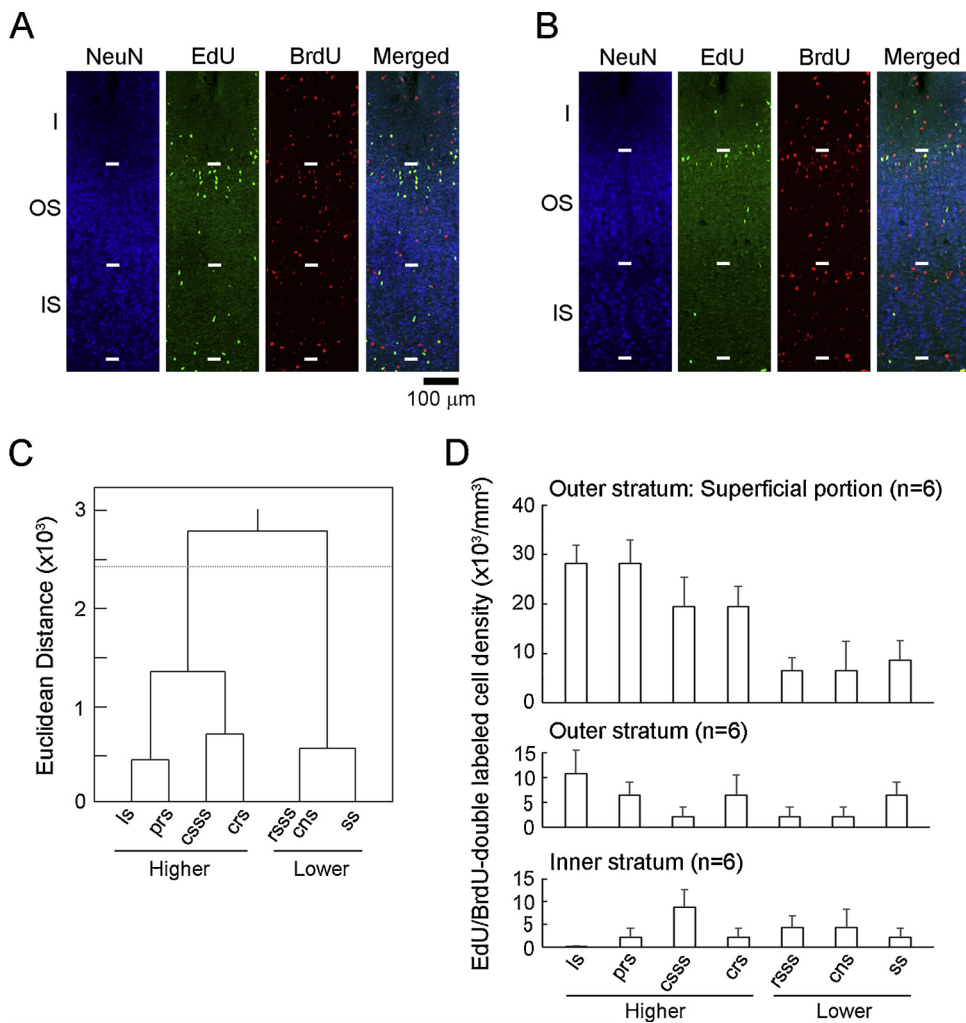 A
NeuN EdU BrdU Merged
I
OS
IS
100 μm
B
NeuN EdU BrdU Merged
I
OS
IS
C
Euclidean Distance (x10³)
3
2
1
0
ls prs csss crs rsss cns ss
Higher Lower
D
EdU/BrdU-double labeled cell density (x10³/mm³)
Outer stratum: Superficial portion (n=6)
40
30
20
10
0
Outer stratum (n=6)
15
10
5
0
Inner stratum (n=6)
15
10
5
0
ls prs csss crs rsss cns ss
Higher Lower